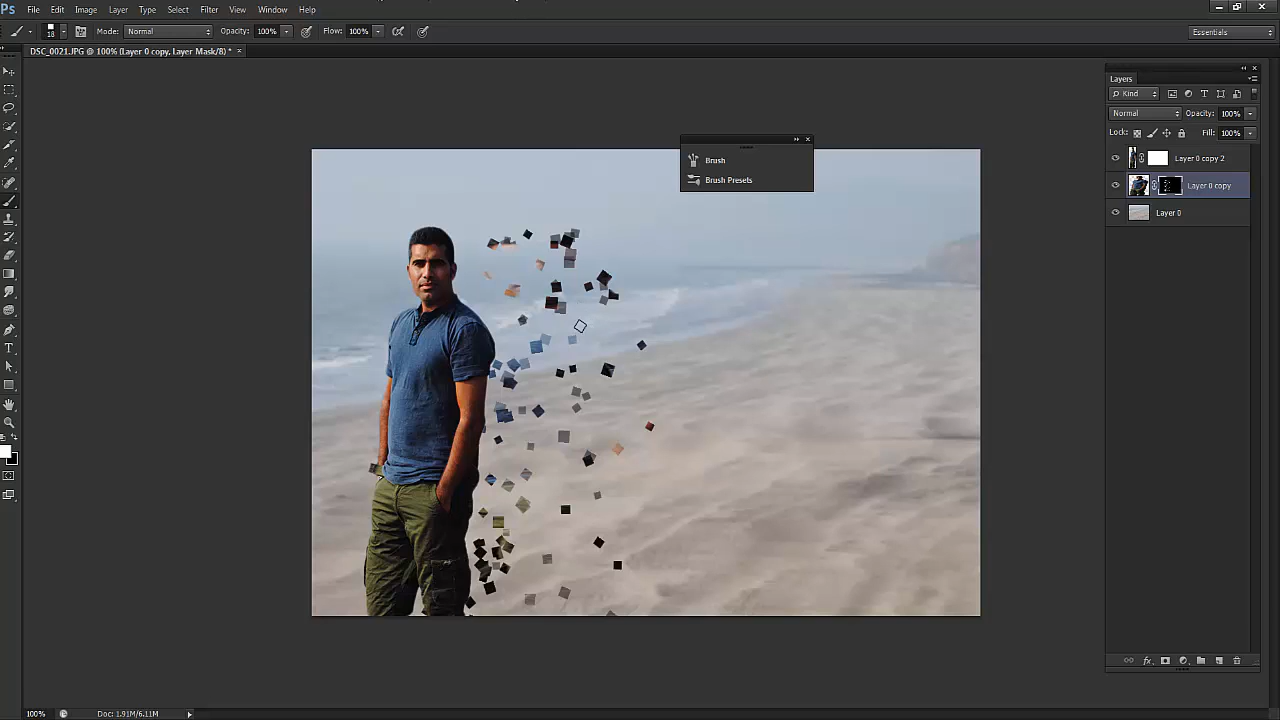 Ps File Edit Image Layer Type Select Filter View Window Help
18 Mode: Normal Opacity: 100% Flow: 100% Essentials
DSC_0021.JPG @ 100% (Layer 0 copy, Layer Mask/8) * ×
Layers
Kind
Normal Opacity: 100%
Lock: Fill: 100%
Brush
Brush Presets
Layer 0 copy 2
Layer 0 copy
Layer 0
100% Doc: 1.91M/6.11M